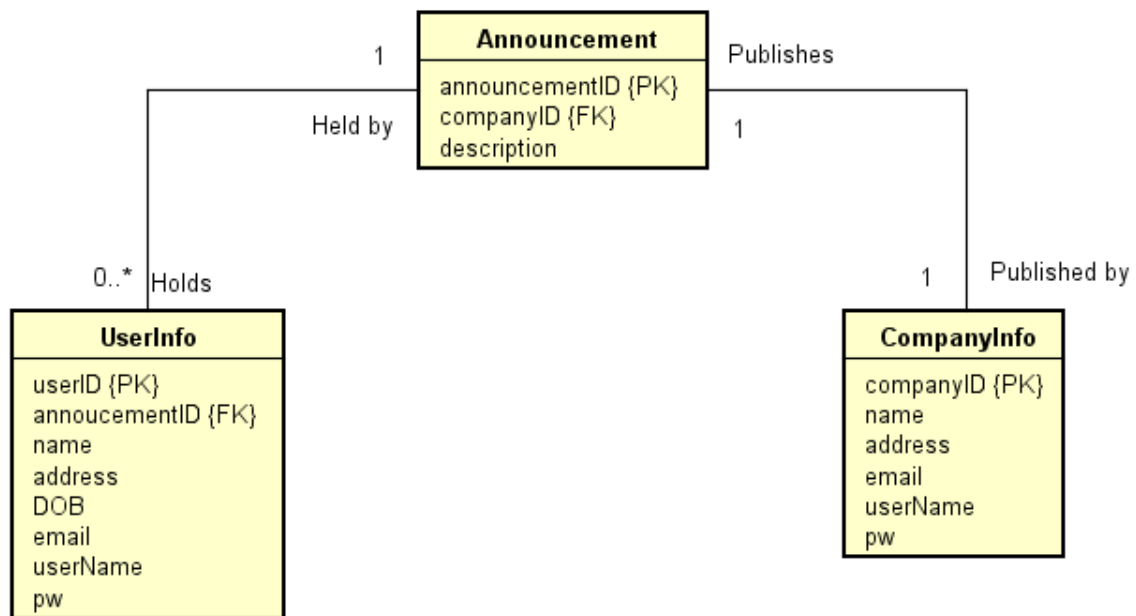 Announcement
announcementID {PK}
companyID {FK}
description
1
Held by
Publishes
1
0..*
Holds
UserInfo
userID {PK}
annoucementID {FK}
name
address
DOB
email
userName
pw
1
Published by
CompanyInfo
companyID {PK}
name
address
email
userName
pw